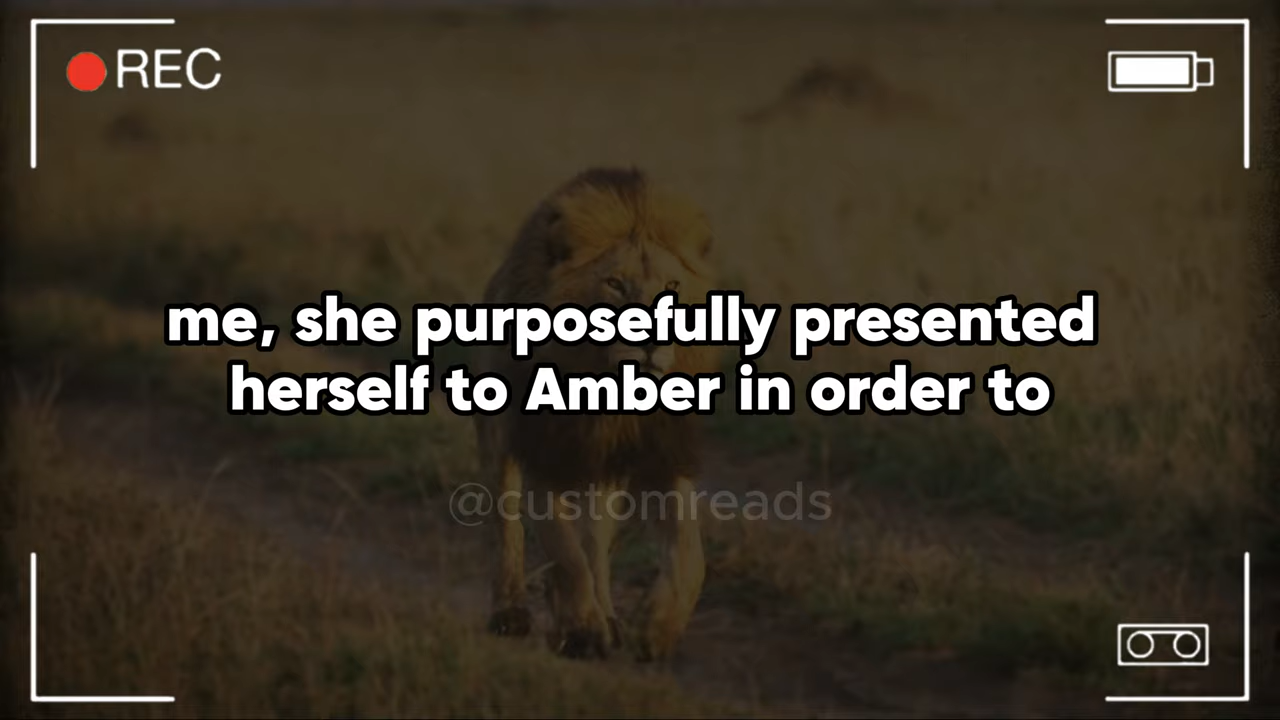 REC
me, she purposefully presented
herself to Amber in order to
@customreads